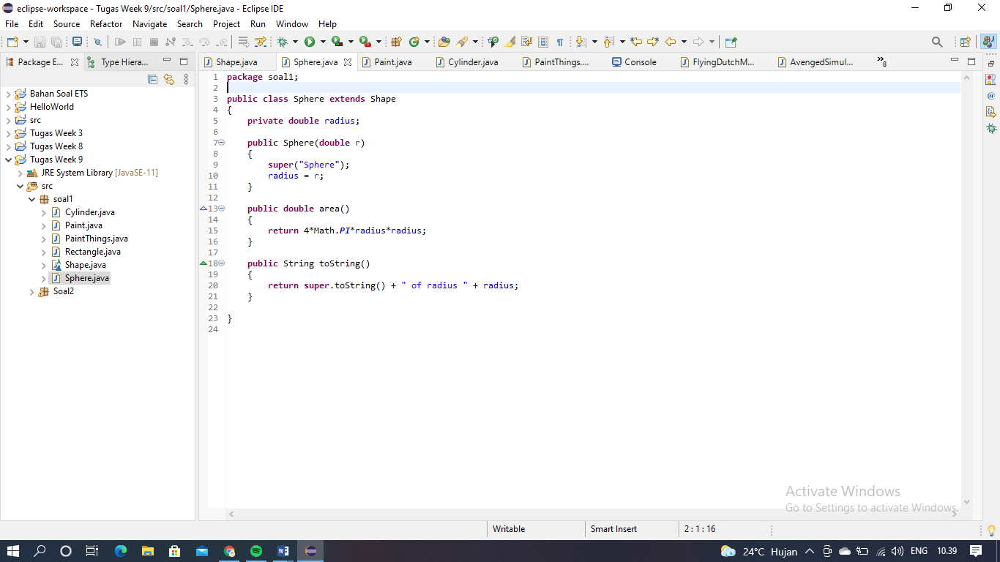 eclipse-workspace - Tugas Week 9/src/soal1/Sphere.java - Eclipse IDE
File Edit Source Refactor Navigate Search Project Run Window Help
Package E... Type Hiera... Shape.java Sphere.java Paint.java Cylinder.java PaintThings.... Console FlyingDutchM... AvengedSimul... »8
Bahan Soal ETS
HelloWorld
src
Tugas Week 3
Tugas Week 8
Tugas Week 9
JRE System Library [JavaSE-11]
src
soal1
Cylinder.java
Paint.java
PaintThings.java
Rectangle.java
Shape.java
Sphere.java
Soal2
1 package soal1;
2
3 public class Sphere extends Shape
4 {
5 private double radius;
6
7 public Sphere(double r)
8 {
9 super("Sphere");
10 radius = r;
11 }
12
13 public double area()
14 {
15 return 4*Math.PI*radius*radius;
16 }
17
18 public String toString()
19 {
20 return super.toString() + " of radius " + radius;
21 }
22
23 }
24
Activate Windows
Go to Settings to activate Windows.
Writable Smart Insert 2 : 1 : 16
24°C Hujan ENG 10.39